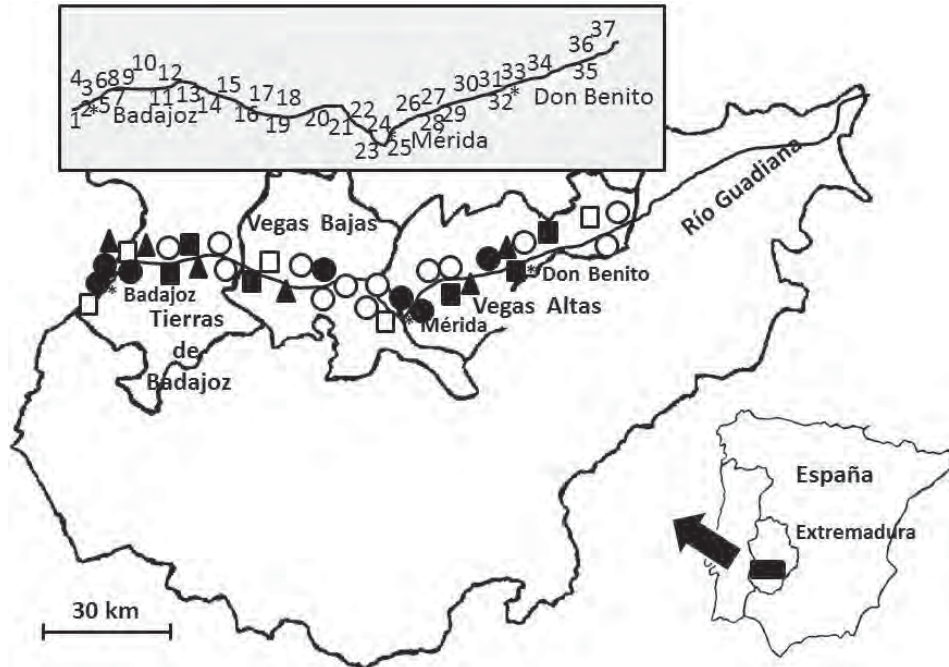 37
36
10 33 34
4 6 8 9 12 15 30 31
3 17 18 26 27 35
2 * 5 7 11 13 14 22 32 * Don Benito
1 Badajoz 16 20 24 28 29
19 21 * Mérida
23 25
Río Guadiana
Vegas Bajas
* Don Benito
* Badajoz
Vegas Altas
Tierras
* Mérida
de
Badajoz
España
Extremadura
30 km